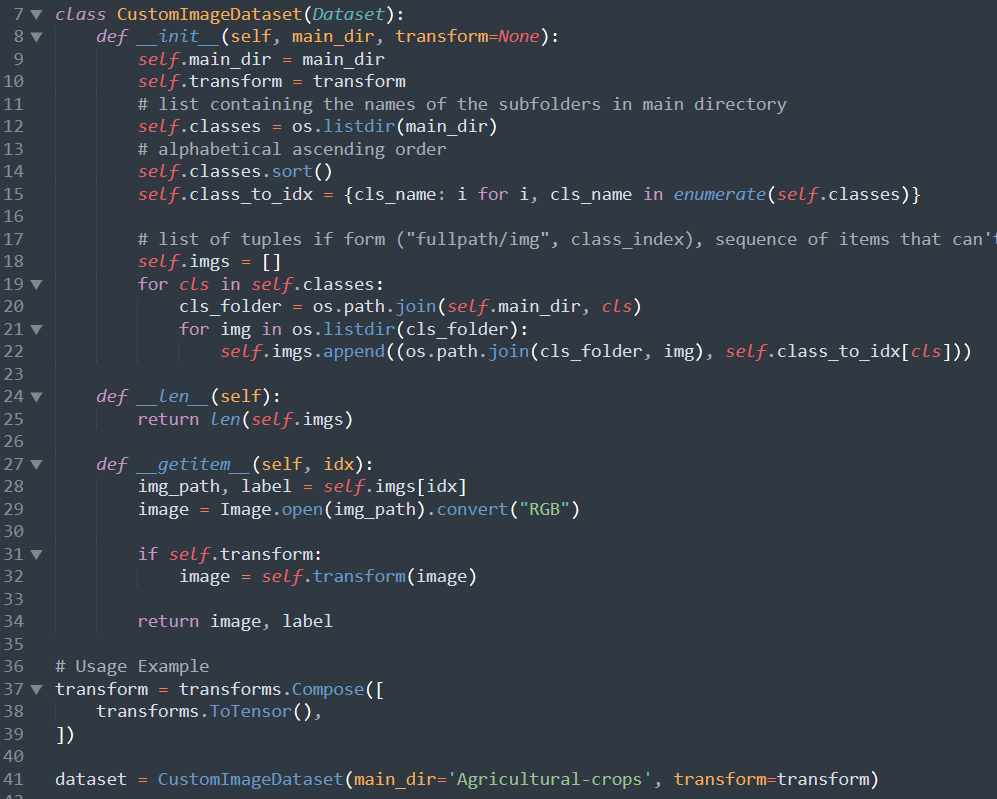 7 class CustomImageDataset(Dataset):
8 def __init__(self, main_dir, transform=None):
9 self.main_dir = main_dir
10 self.transform = transform
11 # list containing the names of the subfolders in main directory
12 self.classes = os.listdir(main_dir)
13 # alphabetical ascending order
14 self.classes.sort()
15 self.class_to_idx = {cls_name: i for i, cls_name in enumerate(self.classes)}
16
17 # list of tuples if form ("fullpath/img", class_index), sequence of items that can't
18 self.imgs = []
19 for cls in self.classes:
20 cls_folder = os.path.join(self.main_dir, cls)
21 for img in os.listdir(cls_folder):
22 self.imgs.append((os.path.join(cls_folder, img), self.class_to_idx[cls]))
23
24 def __len__(self):
25 return len(self.imgs)
26
27 def __getitem__(self, idx):
28 img_path, label = self.imgs[idx]
29 image = Image.open(img_path).convert("RGB")
30
31 if self.transform:
32 image = self.transform(image)
33
34 return image, label
35
36 # Usage Example
37 transform = transforms.Compose([
38 transforms.ToTensor(),
39 ])
40
41 dataset = CustomImageDataset(main_dir='Agricultural-crops', transform=transform)